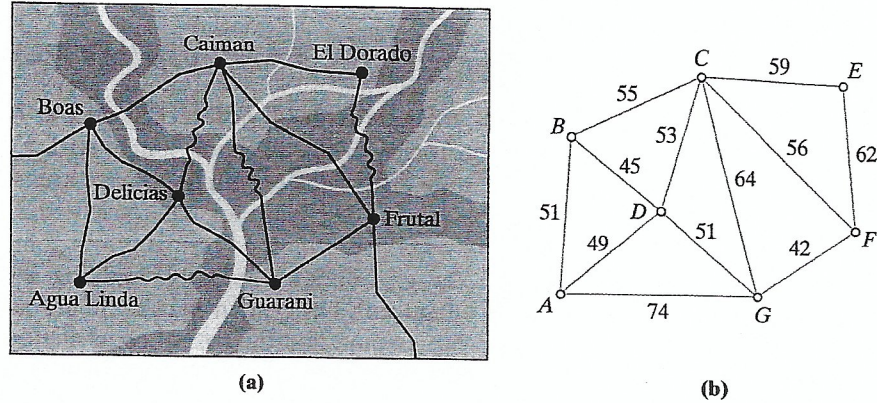 Caiman
El Dorado
Boas
Delicias
Frutal
Agua Linda
Guarani
(a)
C
59
E
55
B
53
56
62
45
64
D
51
49
51
42
F
A
74
G
(b)